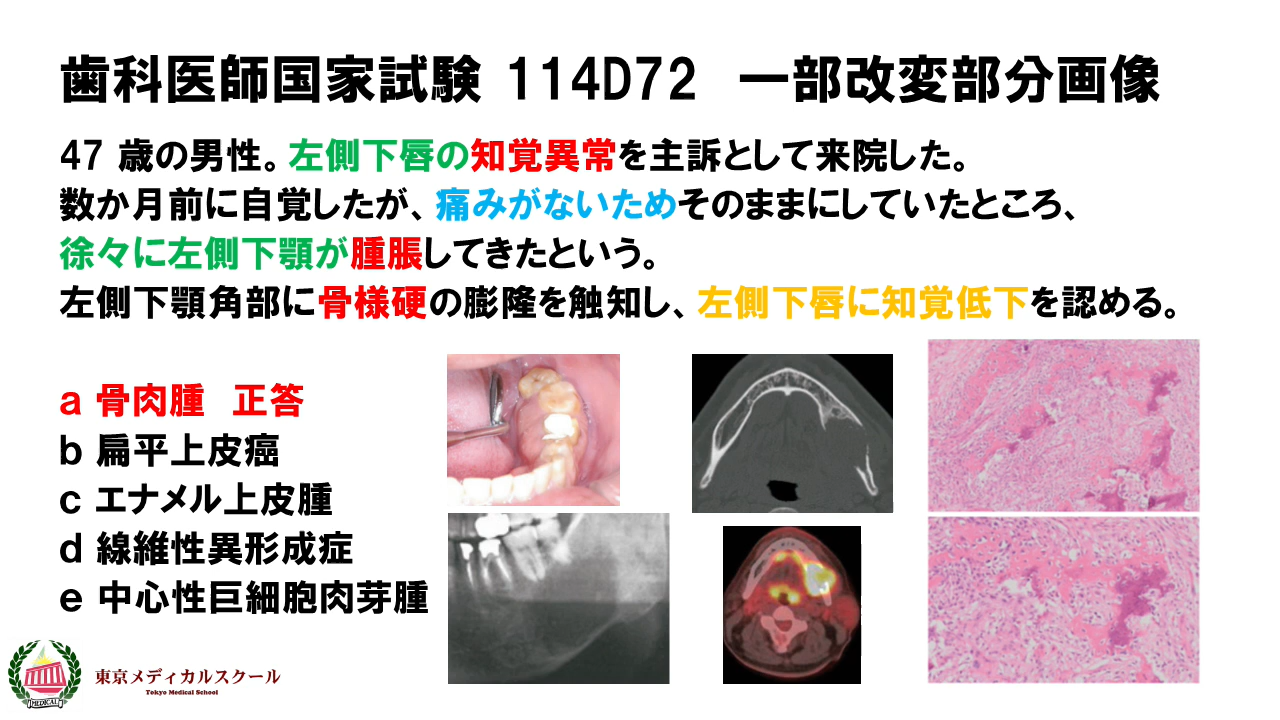 歯科医師国家試験 114D72　一部改変部分画像
47 歳の男性。左側下唇の知覚異常を主訴として来院した。
数か月前に自覚したが、痛みがないためそのままにしていたところ、
徐々に左側下顎が腫脹してきたという。
左側下顎角部に骨様硬の膨隆を触知し、左側下唇に知覚低下を認める。
a 骨肉腫　正答
b 扁平上皮癌
c エナメル上皮腫
d 線維性異形成症
e 中心性巨細胞肉芽腫
MEDICAL
東京メディカルスクール
Tokyo Medical School